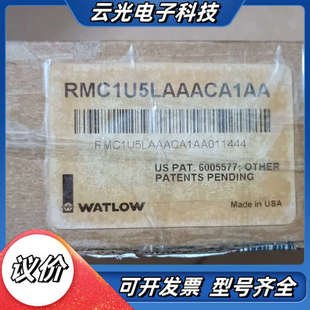 云光电子科技
RMC1U5LAAACA1AA
RMC1U5LAAACA1AA011444
US PAT. 6005577; OTHER
PATENTS PENDING
WATLOW
Made in USA
议价
可开发票 型号齐全